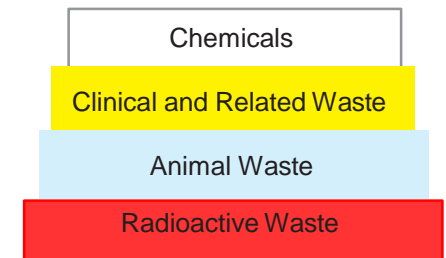 Chemicals
Clinical and Related Waste
Animal Waste
Radioactive Waste